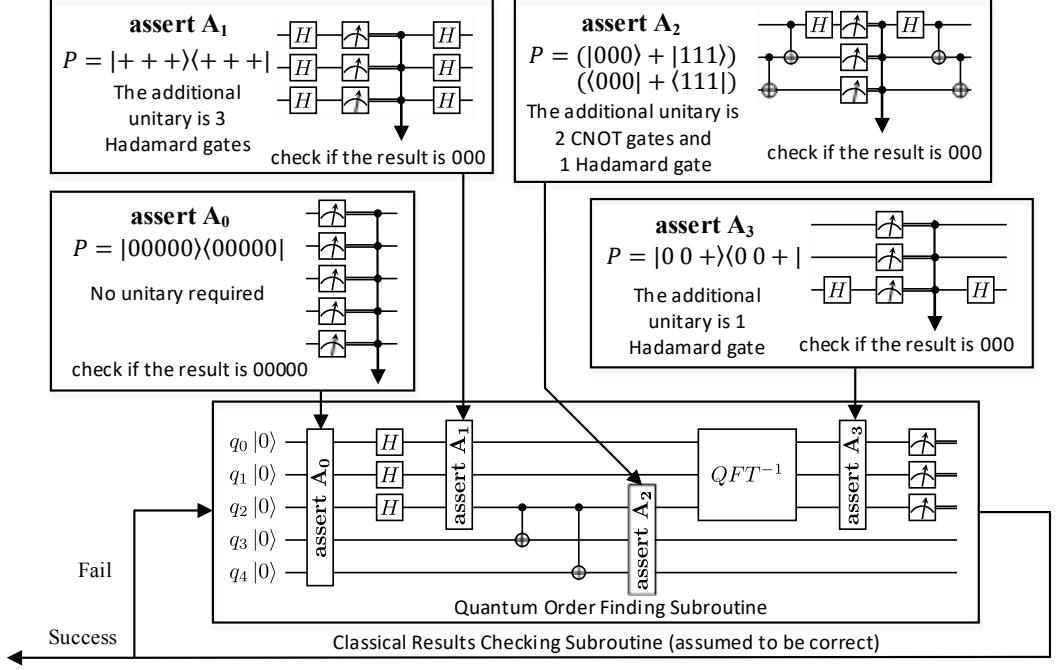 assert A₁
P = |+ + +⟩⟨+ + +|
The additional
unitary is 3
Hadamard gates
H
H
H
H
H
H
check if the result is 000
assert A₂
P = (|000⟩ + |111⟩)
(⟨000| + ⟨111|)
The additional unitary is
2 CNOT gates and
1 Hadamard gate
H
H
check if the result is 000
assert A₀
P = |00000⟩⟨00000|
No unitary required
check if the result is 00000
assert A₃
P = |0 0 +⟩⟨0 0 + |
The additional
unitary is 1
Hadamard gate
H
H
check if the result is 000
q₀ |0⟩
q₁ |0⟩
q₂ |0⟩
q₃ |0⟩
q₄ |0⟩
assert A₀
H
H
H
assert A₁
assert A₂
QFT⁻¹
assert A₃
Quantum Order Finding Subroutine
Fail
Success
Classical Results Checking Subroutine (assumed to be correct)